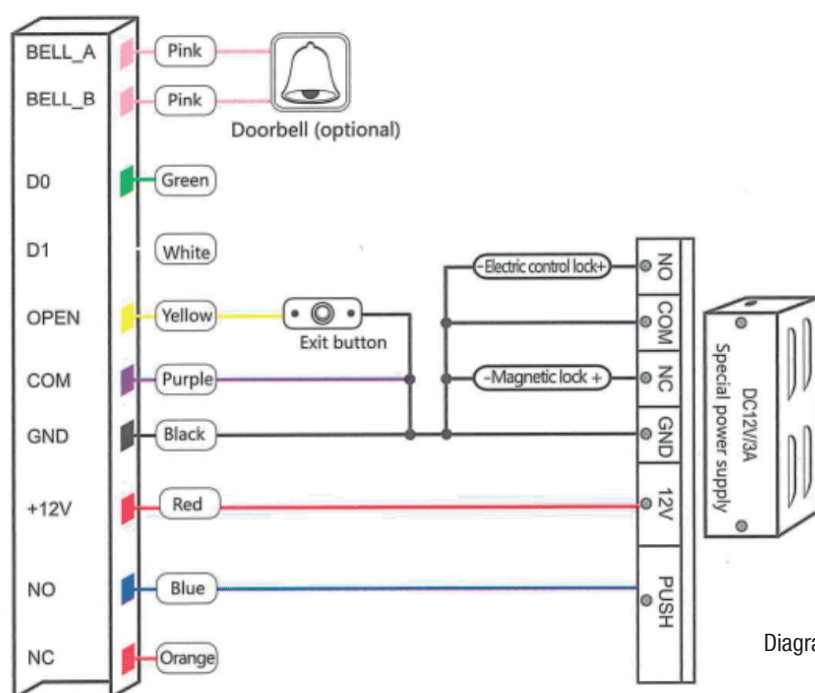 BELL_A
Pink
BELL_B
Pink
Doorbell (optional)
D0
Green
D1
White
OPEN
Yellow
Exit button
COM
Purple
GND
Black
+12V
Red
NO
Blue
NC
Orange
-Electric control lock+
-Magnetic lock +
NO
COM
NC
GND
12V
PUSH
DC12V/3A
Special power supply
Diagra